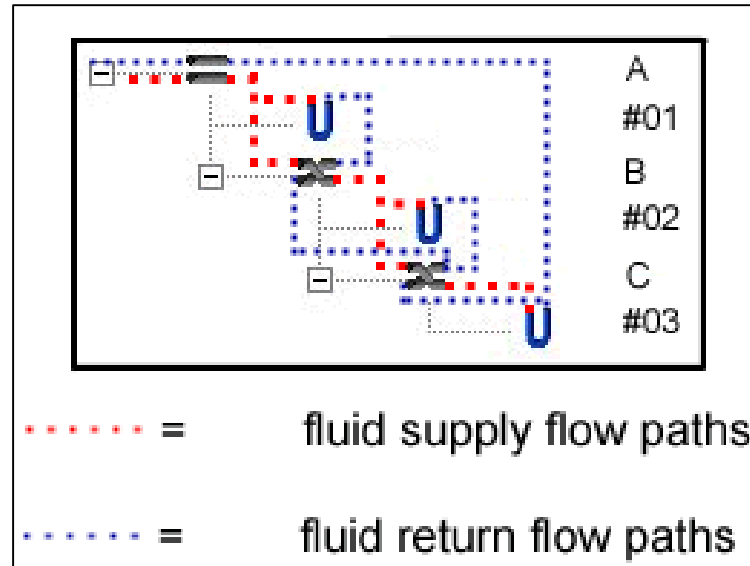 A
#01
B
#02
C
#03
= fluid supply flow paths
= fluid return flow paths